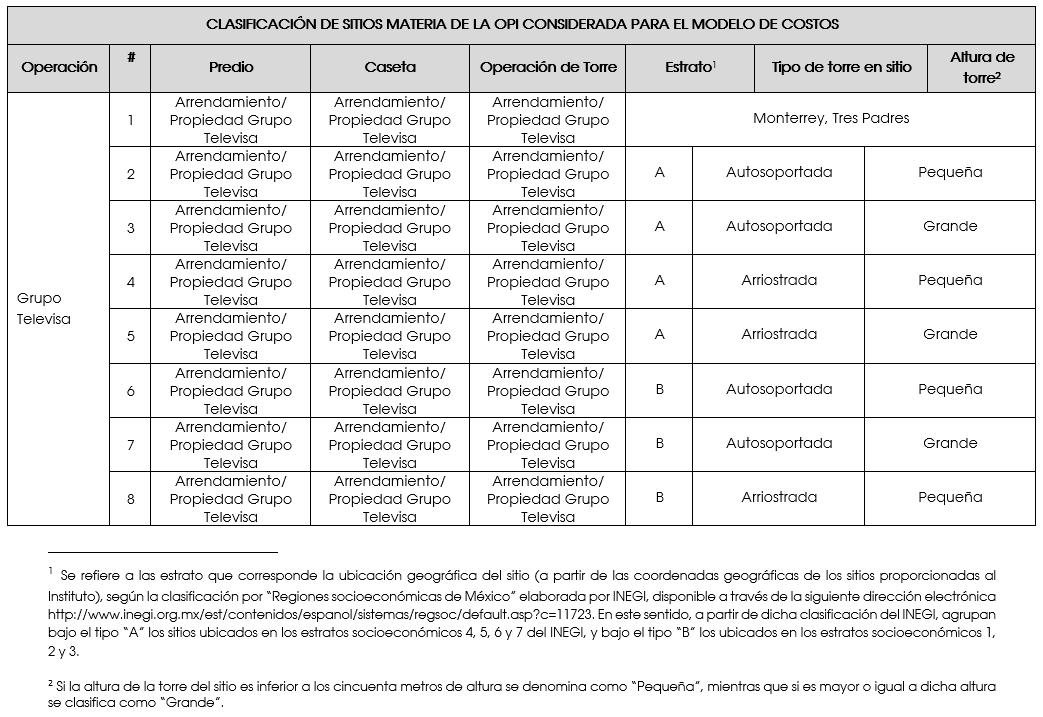 CLASIFICACIÓN DE SITIOS MATERIA DE LA OPI CONSIDERADA PARA EL MODELO DE COSTOS
Operación # Predio Caseta Operación de Torre Estrato¹ Tipo de torre en sitio Altura de
torre²
Grupo
Televisa
1 Arrendamiento/ Arrendamiento/ Arrendamiento/ Monterrey, Tres Padres
Propiedad Grupo Propiedad Grupo Propiedad Grupo
Televisa Televisa Televisa
2 Arrendamiento/ Arrendamiento/ Arrendamiento/ A Autosoportada Pequeña
Propiedad Grupo Propiedad Grupo Propiedad Grupo
Televisa Televisa Televisa
3 Arrendamiento/ Arrendamiento/ Arrendamiento/ A Autosoportada Grande
Propiedad Grupo Propiedad Grupo Propiedad Grupo
Televisa Televisa Televisa
4 Arrendamiento/ Arrendamiento/ Arrendamiento/ A Arriostrada Pequeña
Propiedad Grupo Propiedad Grupo Propiedad Grupo
Televisa Televisa Televisa
5 Arrendamiento/ Arrendamiento/ Arrendamiento/ A Arriostrada Grande
Propiedad Grupo Propiedad Grupo Propiedad Grupo
Televisa Televisa Televisa
6 Arrendamiento/ Arrendamiento/ Arrendamiento/ B Autosoportada Pequeña
Propiedad Grupo Propiedad Grupo Propiedad Grupo
Televisa Televisa Televisa
7 Arrendamiento/ Arrendamiento/ Arrendamiento/ B Autosoportada Grande
Propiedad Grupo Propiedad Grupo Propiedad Grupo
Televisa Televisa Televisa
8 Arrendamiento/ Arrendamiento/ Arrendamiento/ B Arriostrada Pequeña
Propiedad Grupo Propiedad Grupo Propiedad Grupo
Televisa Televisa Televisa
¹ Se refiere a las estrato que corresponde la ubicación geográfica del sitio (a partir de las coordenadas geográficas de los sitios proporcionadas al
Instituto), según la clasificación por "Regiones socioeconómicas de México" elaborada por INEGI, disponible a través de la siguiente dirección electrónica
http://www.inegi.org.mx/est/contenidos/espanol/sistemas/regsoc/default.asp?c=11723. En este sentido, a partir de dicha clasificación del INEGI, agrupan
bajo el tipo "A" los sitios ubicados en los estratos socioeconómicos 4, 5, 6 y 7 del INEGI, y bajo el tipo "B" los ubicados en los estratos socioeconómicos 1,
2 y 3.
² Si la altura de la torre del sitio es inferior a los cincuenta metros de altura se denomina como "Pequeña", mientras que si es mayor o igual a dicha altura
se clasifica como "Grande".